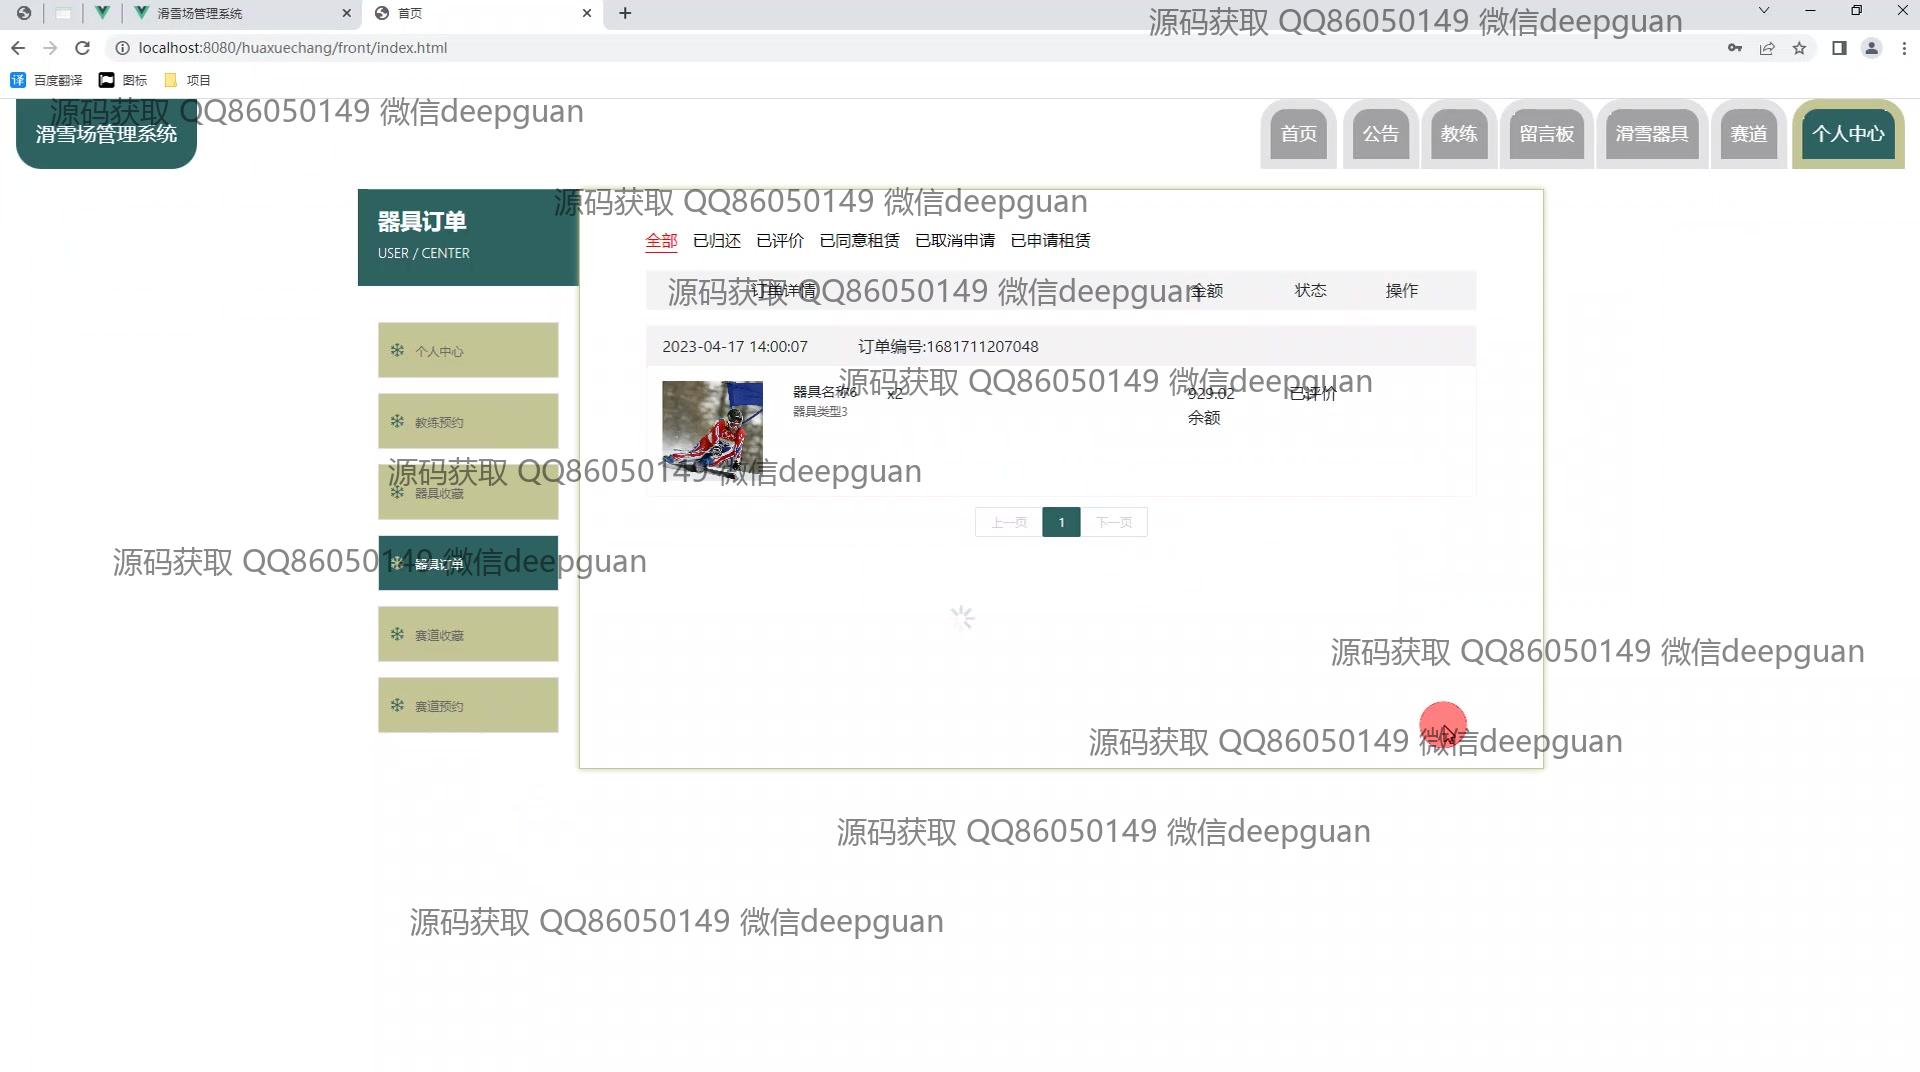 滑雪场管理系统
首页
源码获取 QQ86050149 微信deepguan
localhost:8080/huaxuechang/front/index.html
百度翻译
图标
项目
源码获取 QQ86050149 微信deepguan
滑雪场管理系统
首页
公告
教练
留言板
滑雪器具
赛道
个人中心
源码获取 QQ86050149 微信deepguan
器具订单
USER / CENTER
全部
已归还
已评价
已同意租赁
已取消申请
已申请租赁
源码获取 QQ86050149 微信deepguan
订单详情
金额
状态
操作
2023-04-17 14:00:07
订单编号:1681711207048
源码获取 QQ86050149 微信deepguan
器具名称6
x2
929.02
已评价
器具类型3
余额
个人中心
教练预约
源码获取 QQ86050149 微信deepguan
器具收藏
上一页
1
下一页
源码获取 QQ86050149 微信deepguan
器具订单
赛道收藏
源码获取 QQ86050149 微信deepguan
赛道预约
源码获取 QQ86050149 微信deepguan
源码获取 QQ86050149 微信deepguan
源码获取 QQ86050149 微信deepguan